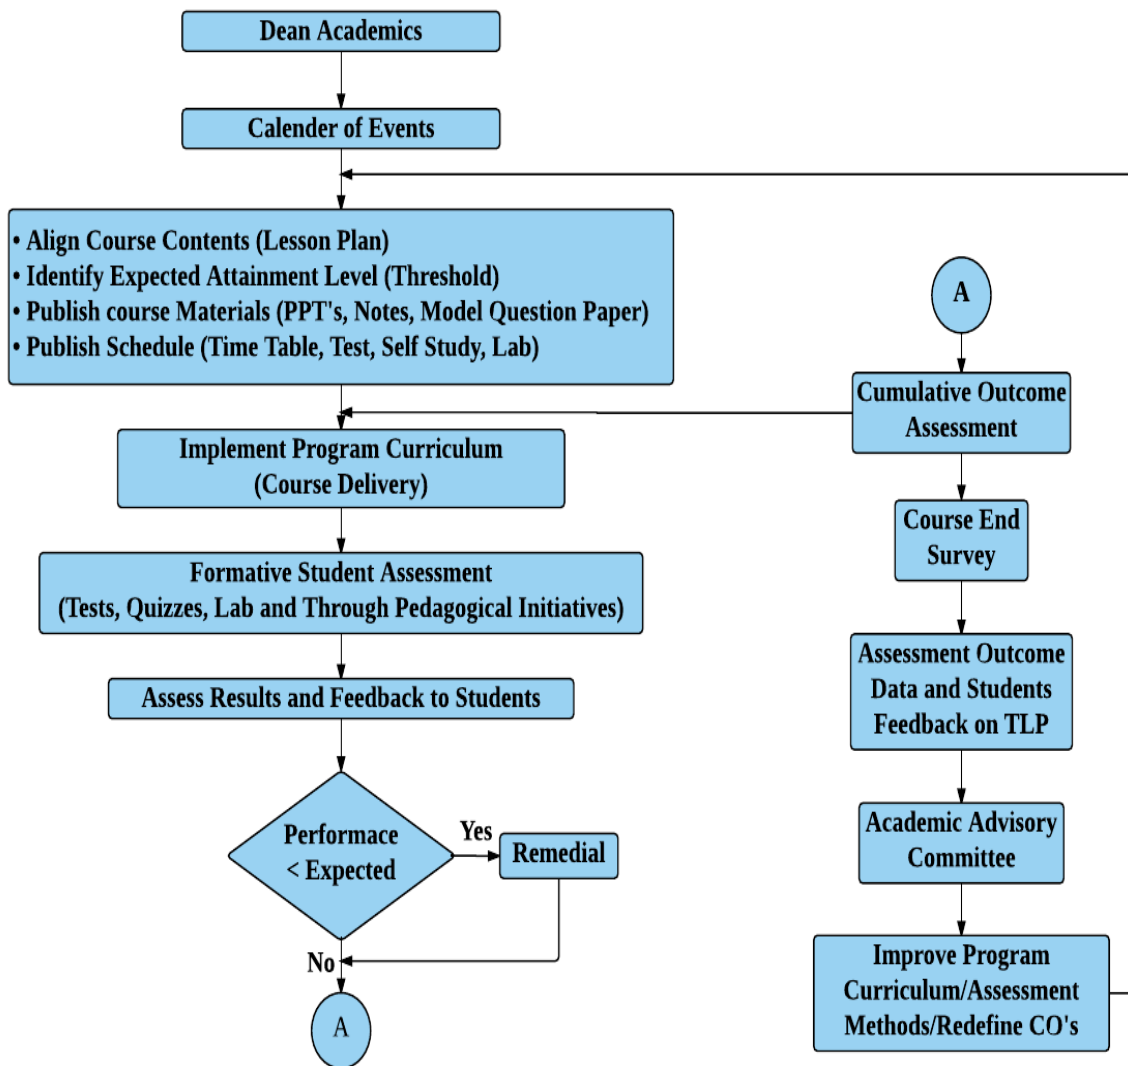 Dean Academics
Calender of Events
• Align Course Contents (Lesson Plan)
• Identify Expected Attainment Level (Threshold)
• Publish course Materials (PPT's, Notes, Model Question Paper)
• Publish Schedule (Time Table, Test, Self Study, Lab)
Implement Program Curriculum
(Course Delivery)
Formative Student Assessment
(Tests, Quizzes, Lab and Through Pedagogical Initiatives)
Assess Results and Feedback to Students
Performace
< Expected
Yes
Remedial
No
A
A
Cumulative Outcome
Assessment
Course End
Survey
Assessment Outcome
Data and Students
Feedback on TLP
Academic Advisory
Committee
Improve Program
Curriculum/Assessment
Methods/Redefine CO's